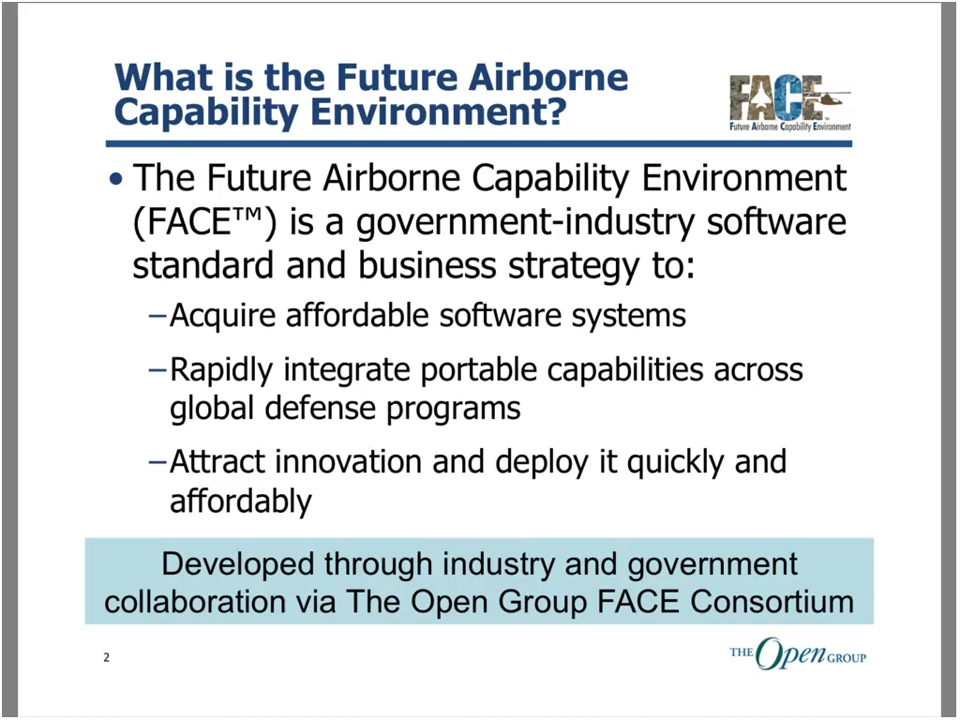 What is the Future Airborne
Capability Environment?
FACE™
Future Airborne Capability Environment
• The Future Airborne Capability Environment
(FACE™) is a government-industry software
standard and business strategy to:
–Acquire affordable software systems
–Rapidly integrate portable capabilities across
global defense programs
–Attract innovation and deploy it quickly and
affordably
Developed through industry and government
collaboration via The Open Group FACE Consortium
2
THE Open GROUP